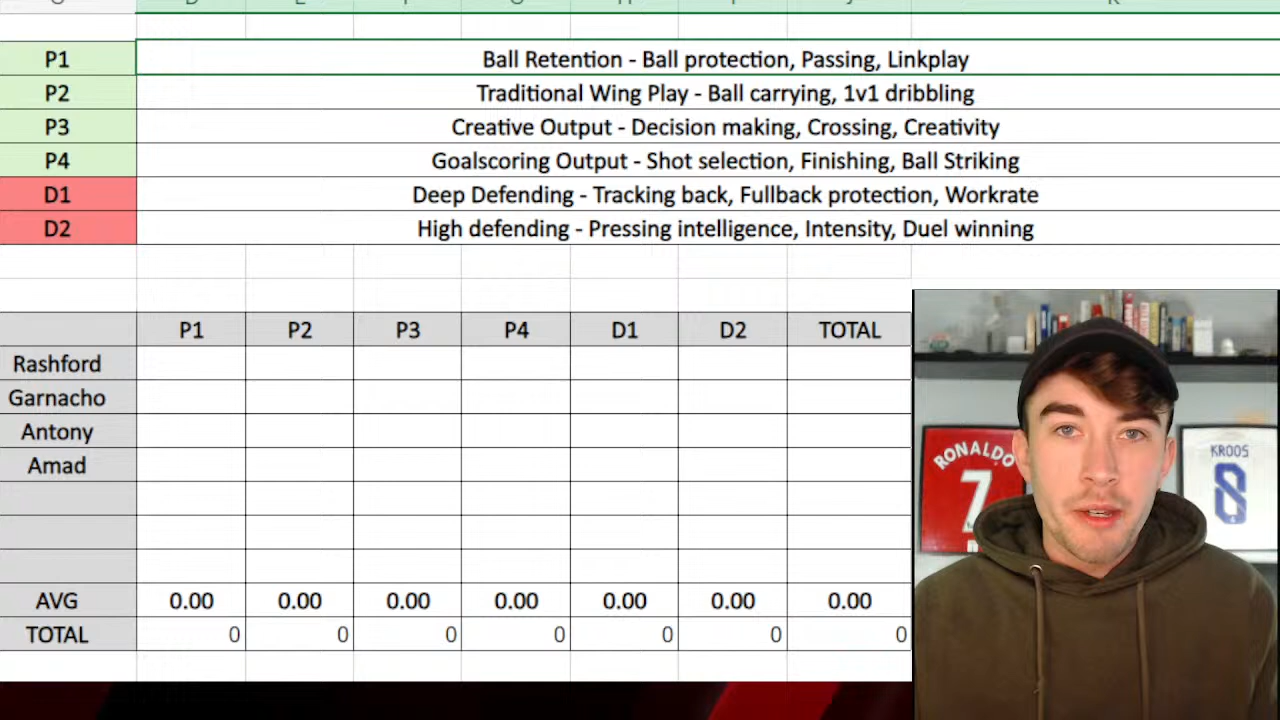 P1 Ball Retention - Ball protection, Passing, Linkplay
P2 Traditional Wing Play - Ball carrying, 1v1 dribbling
P3 Creative Output - Decision making, Crossing, Creativity
P4 Goalscoring Output - Shot selection, Finishing, Ball Striking
D1 Deep Defending - Tracking back, Fullback protection, Workrate
D2 High defending - Pressing intelligence, Intensity, Duel winning
P1 P2 P3 P4 D1 D2 TOTAL
Rashford
Garnacho
Antony
Amad
AVG 0.00 0.00 0.00 0.00 0.00 0.00 0.00
TOTAL 0 0 0 0 0 0 0
RONALDO
7
KROOS
8